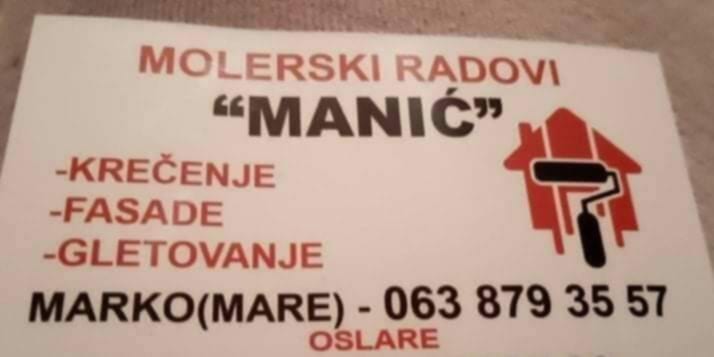 MOLERSKI RADOVI
“MANIĆ”
-KREČENJE
-FASADE
-GLETOVANJE
MARKO(MARE) - 063 879 35 57
OSLARE